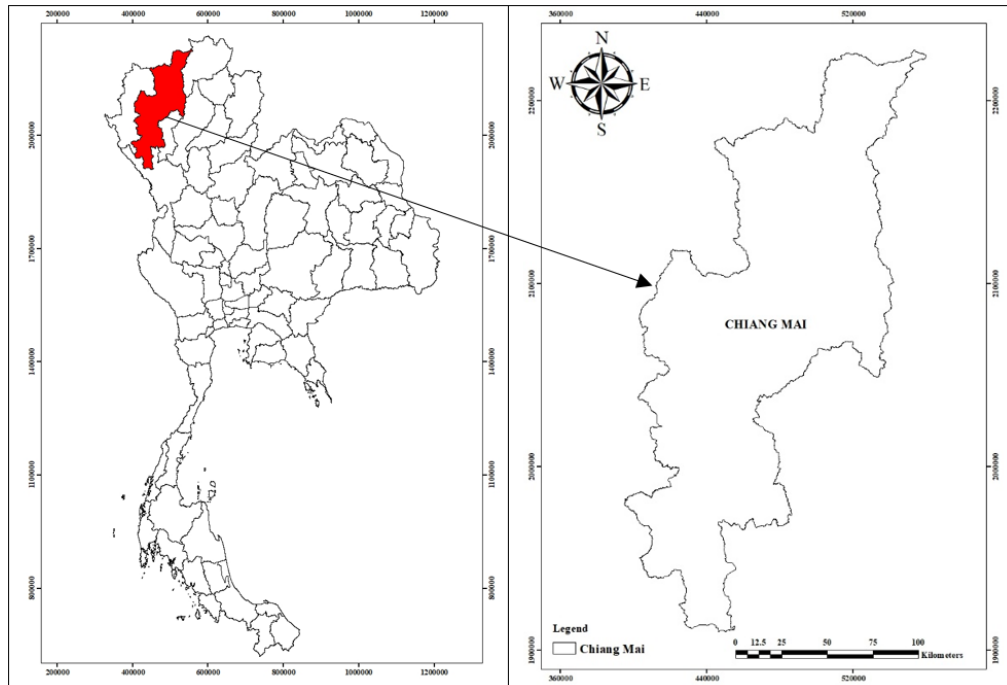 200000 400000 600000 800000 1000000 1200000
2000000 2000000
1700000 1700000
1400000 1400000
1100000 1100000
800000 800000
200000 400000 600000 800000 1000000 1200000
360000 440000 520000
N
W E
S
2200000 2200000
2100000 2100000
CHIANG MAI
2000000 2000000
Legend
Chiang Mai
0 12.5 25 50 75 100
Kilometers
1900000 1900000
360000 440000 520000